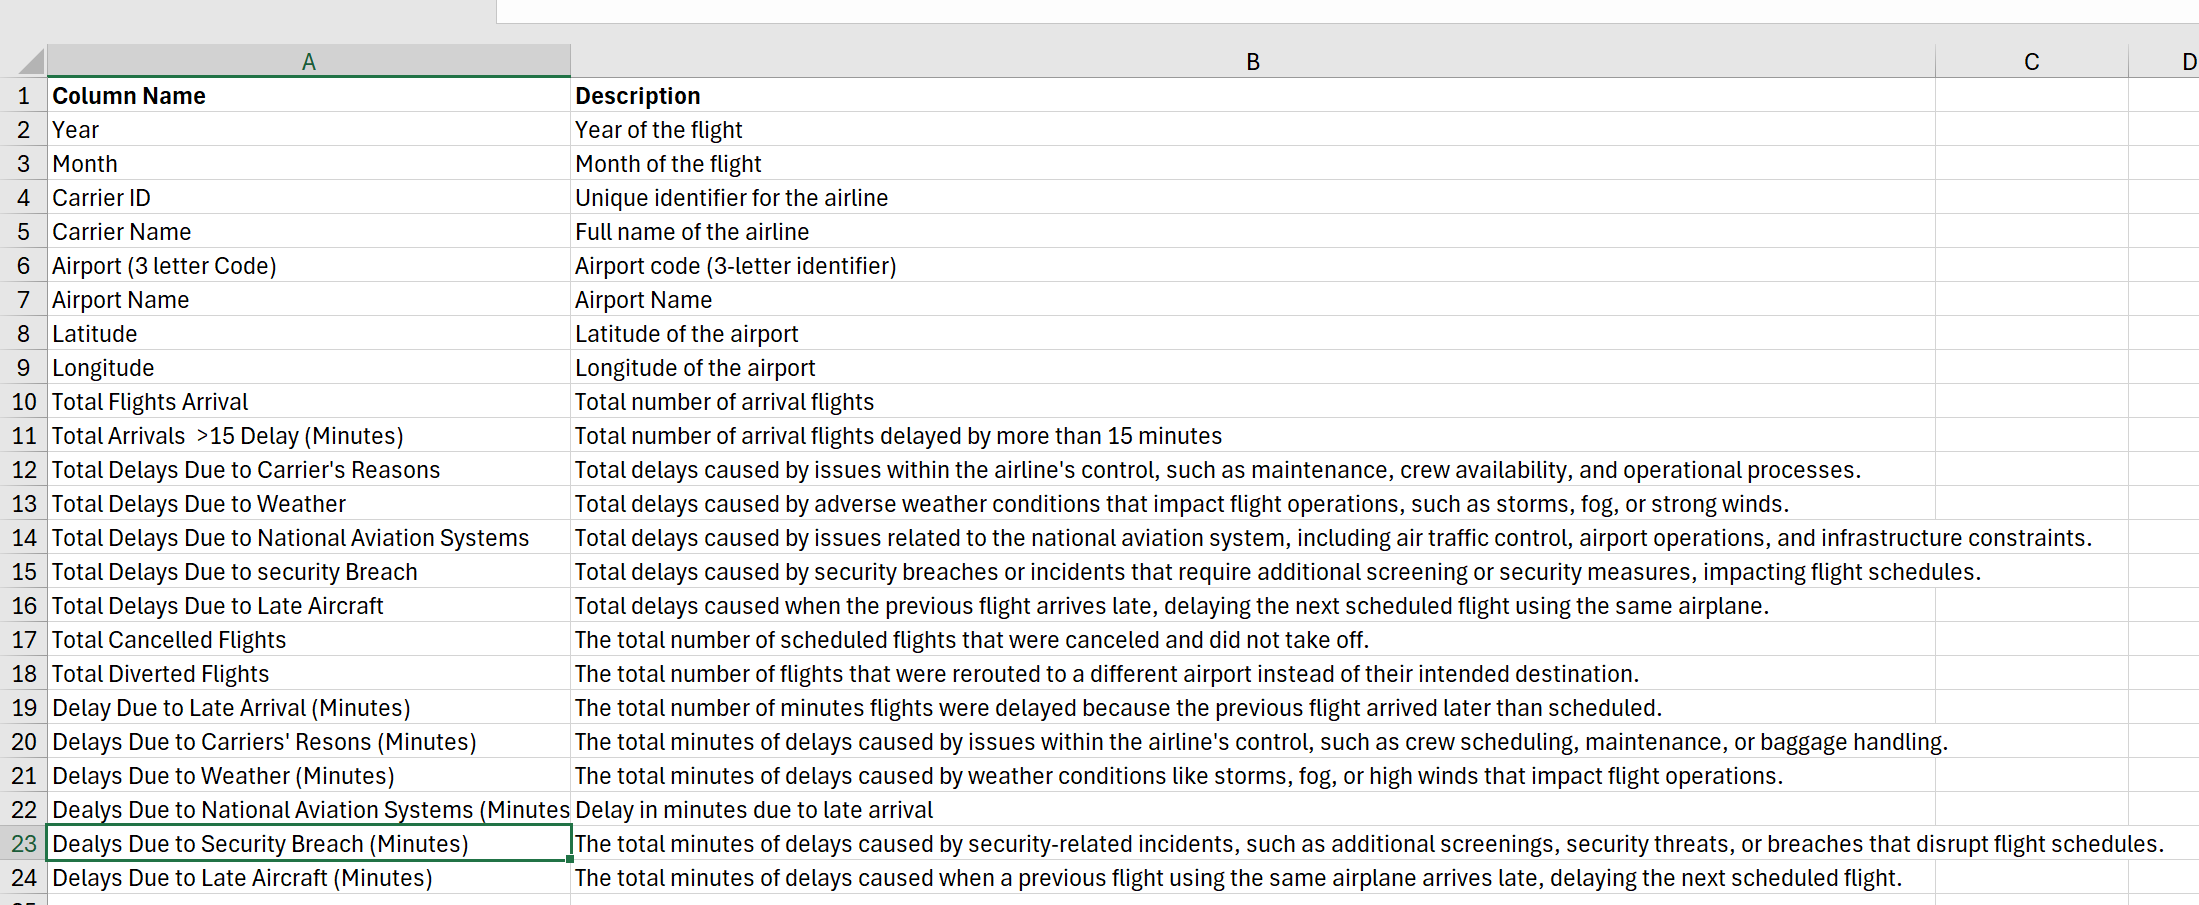 A B C D
1 Column Name Description
2 Year Year of the flight
3 Month Month of the flight
4 Carrier ID Unique identifier for the airline
5 Carrier Name Full name of the airline
6 Airport (3 letter Code) Airport code (3-letter identifier)
7 Airport Name Airport Name
8 Latitude Latitude of the airport
9 Longitude Longitude of the airport
10 Total Flights Arrival Total number of arrival flights
11 Total Arrivals  >15 Delay (Minutes) Total number of arrival flights delayed by more than 15 minutes
12 Total Delays Due to Carrier's Reasons Total delays caused by issues within the airline's control, such as maintenance, crew availability, and operational processes.
13 Total Delays Due to Weather Total delays caused by adverse weather conditions that impact flight operations, such as storms, fog, or strong winds.
14 Total Delays Due to National Aviation Systems Total delays caused by issues related to the national aviation system, including air traffic control, airport operations, and infrastructure constraints.
15 Total Delays Due to security Breach Total delays caused by security breaches or incidents that require additional screening or security measures, impacting flight schedules.
16 Total Delays Due to Late Aircraft Total delays caused when the previous flight arrives late, delaying the next scheduled flight using the same airplane.
17 Total Cancelled Flights The total number of scheduled flights that were canceled and did not take off.
18 Total Diverted Flights The total number of flights that were rerouted to a different airport instead of their intended destination.
19 Delay Due to Late Arrival (Minutes) The total number of minutes flights were delayed because the previous flight arrived later than scheduled.
20 Delays Due to Carriers' Resons (Minutes) The total minutes of delays caused by issues within the airline's control, such as crew scheduling, maintenance, or baggage handling.
21 Delays Due to Weather (Minutes) The total minutes of delays caused by weather conditions like storms, fog, or high winds that impact flight operations.
22 Dealys Due to National Aviation Systems (Minutes Delay in minutes due to late arrival
23 Dealys Due to Security Breach (Minutes) The total minutes of delays caused by security-related incidents, such as additional screenings, security threats, or breaches that disrupt flight schedules.
24 Delays Due to Late Aircraft (Minutes) The total minutes of delays caused when a previous flight using the same airplane arrives late, delaying the next scheduled flight.